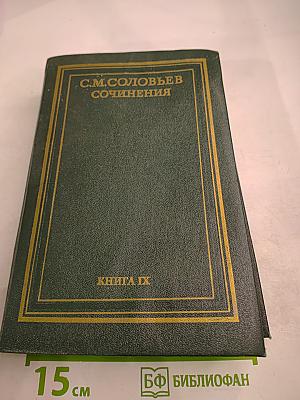 С.М.СОЛОВЬЕВ
СОЧИНЕНИЯ
КНИГА IX
15 см
БФ БИБЛИОФАН